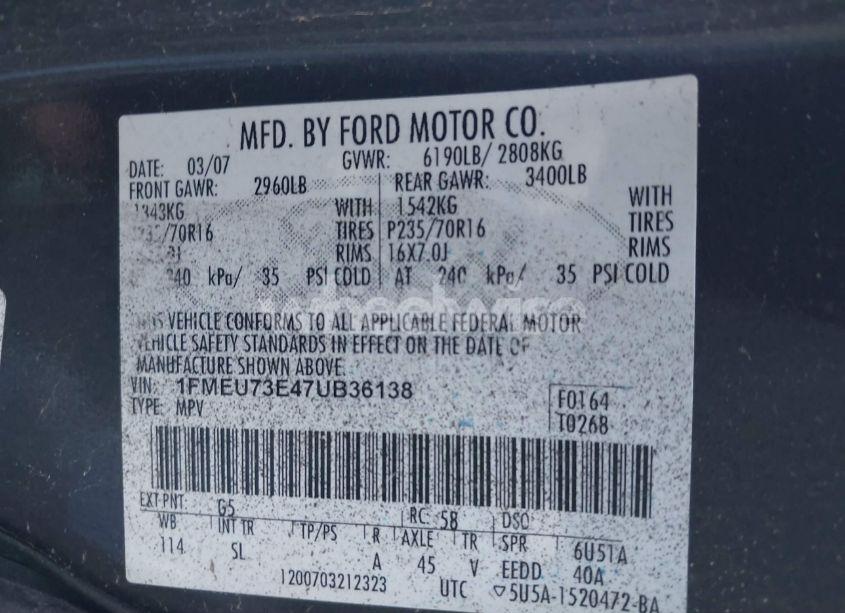 MFD. BY FORD MOTOR CO.
DATE: 03/07 GVWR: 6190LB/ 2808KG
FRONT GAWR: 2960LB REAR GAWR: 3400LB
1343KG WITH 1542KG WITH
/70R16 TIRES P235/70R16 TIRES
RIMS 16X7.0J RIMS
240 kPa/ 35 PSI COLD AT 240 kPa/ 35 PSI COLD
THIS VEHICLE CONFORMS TO ALL APPLICABLE FEDERAL MOTOR
VEHICLE SAFETY STANDARDS IN EFFECT ON THE DATE OF
MANUFACTURE SHOWN ABOVE.
VIN: 1FMEU73E47UB36138
TYPE: MPV
F0164
T0268
EXT PNT: G5 RC: 58 DSO:
WB INT TR TP/PS R AXLE TR SPR 6U51A
114 SL A 45 V EEDD 40A
1200703212323 UTC ▽5U5A-1520472-BA